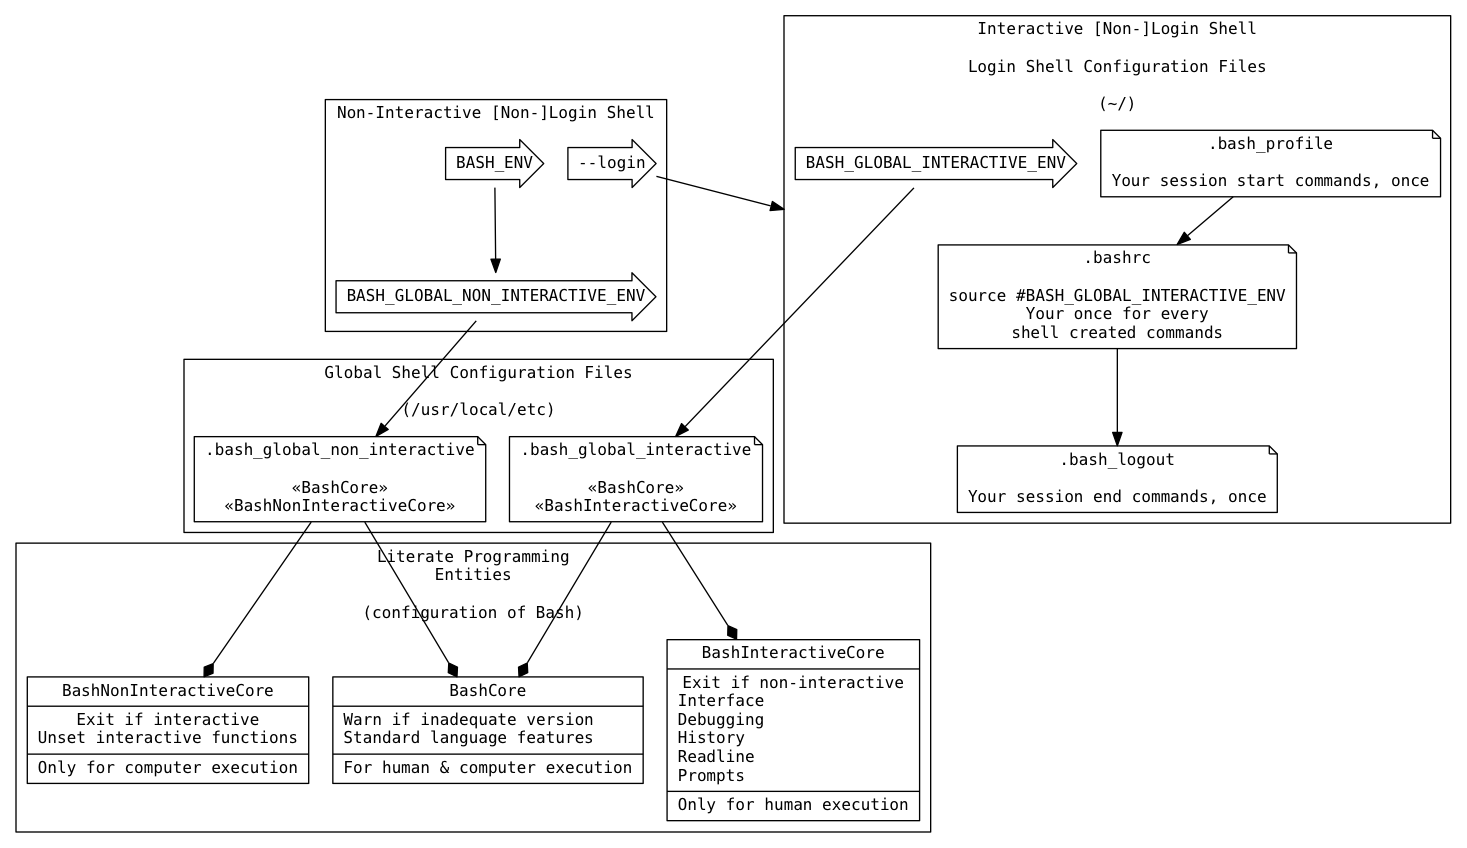 Interactive [Non-]Login Shell
Login Shell Configuration Files
(~/)
Non-Interactive [Non-]Login Shell
BASH_ENV
--login
BASH_GLOBAL_INTERACTIVE_ENV
.bash_profile
Your session start commands, once
BASH_GLOBAL_NON_INTERACTIVE_ENV
.bashrc
source #BASH_GLOBAL_INTERACTIVE_ENV
Your once for every
shell created commands
Global Shell Configuration Files
(/usr/local/etc)
.bash_global_non_interactive
«BashCore»
«BashNonInteractiveCore»
.bash_global_interactive
«BashCore»
«BashInteractiveCore»
.bash_logout
Your session end commands, once
Literate Programming
Entities
(configuration of Bash)
BashNonInteractiveCore
Exit if interactive
Unset interactive functions
Only for computer execution
BashCore
Warn if inadequate version
Standard language features
For human & computer execution
BashInteractiveCore
Exit if non-interactive
Interface
Debugging
History
Readline
Prompts
Only for human execution